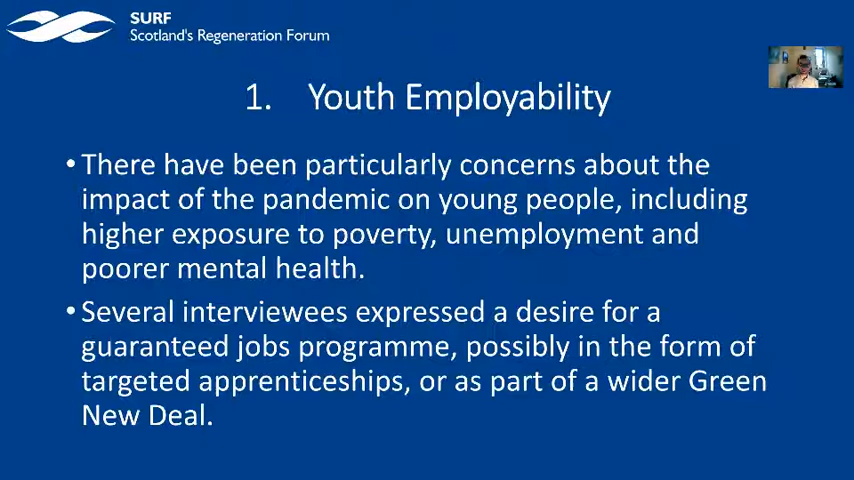 SURF
Scotland's Regeneration Forum
1. Youth Employability
• There have been particularly concerns about the
impact of the pandemic on young people, including
higher exposure to poverty, unemployment and
poorer mental health.
• Several interviewees expressed a desire for a
guaranteed jobs programme, possibly in the form of
targeted apprenticeships, or as part of a wider Green
New Deal.